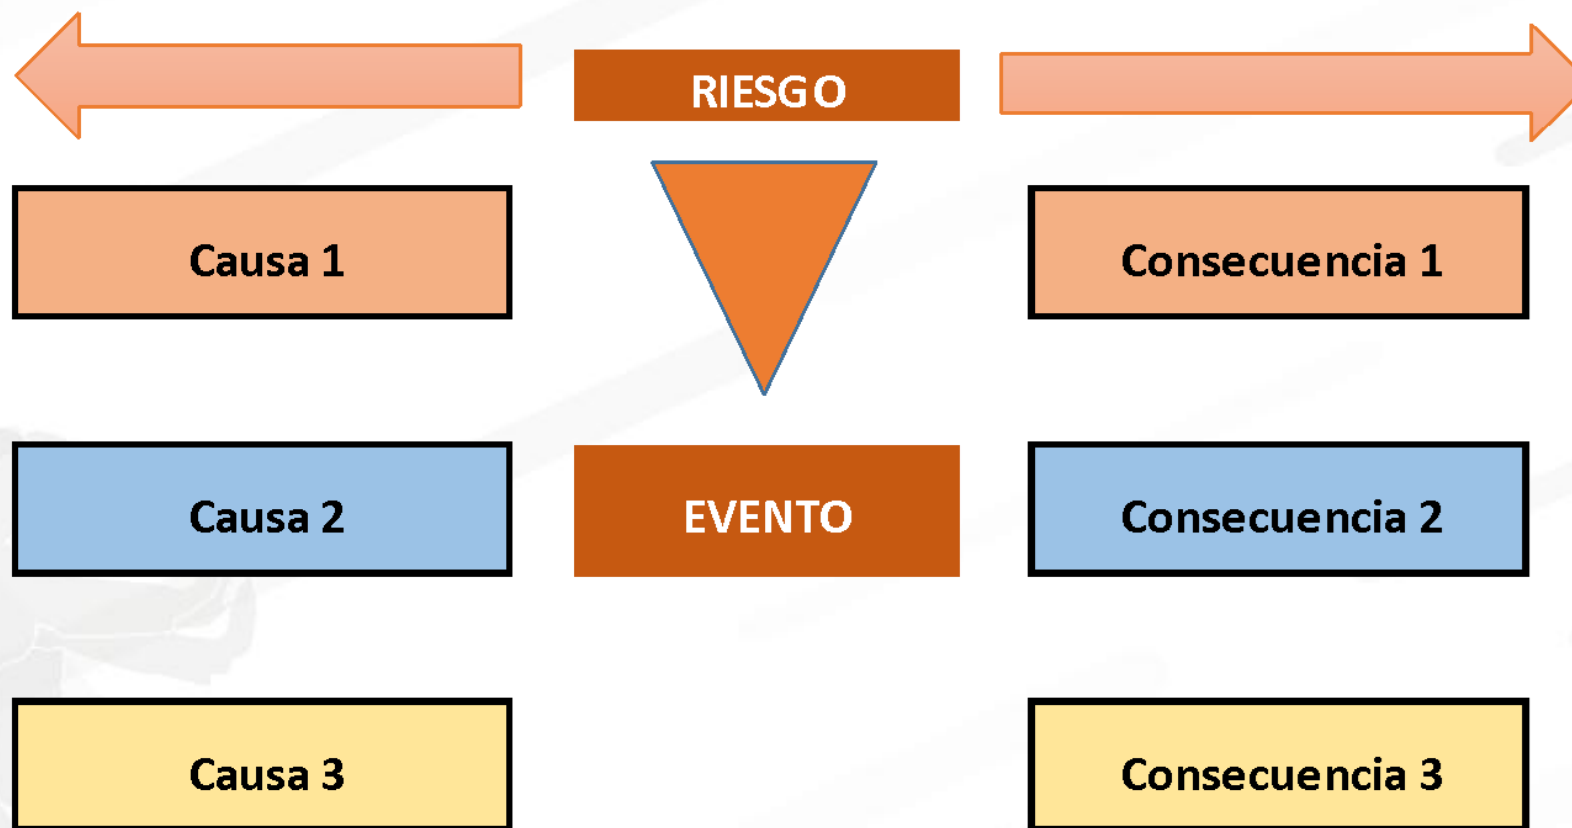 RIESGO
Causa 1
Consecuencia 1
Causa 2
EVENTO
Consecuencia 2
Causa 3
Consecuencia 3